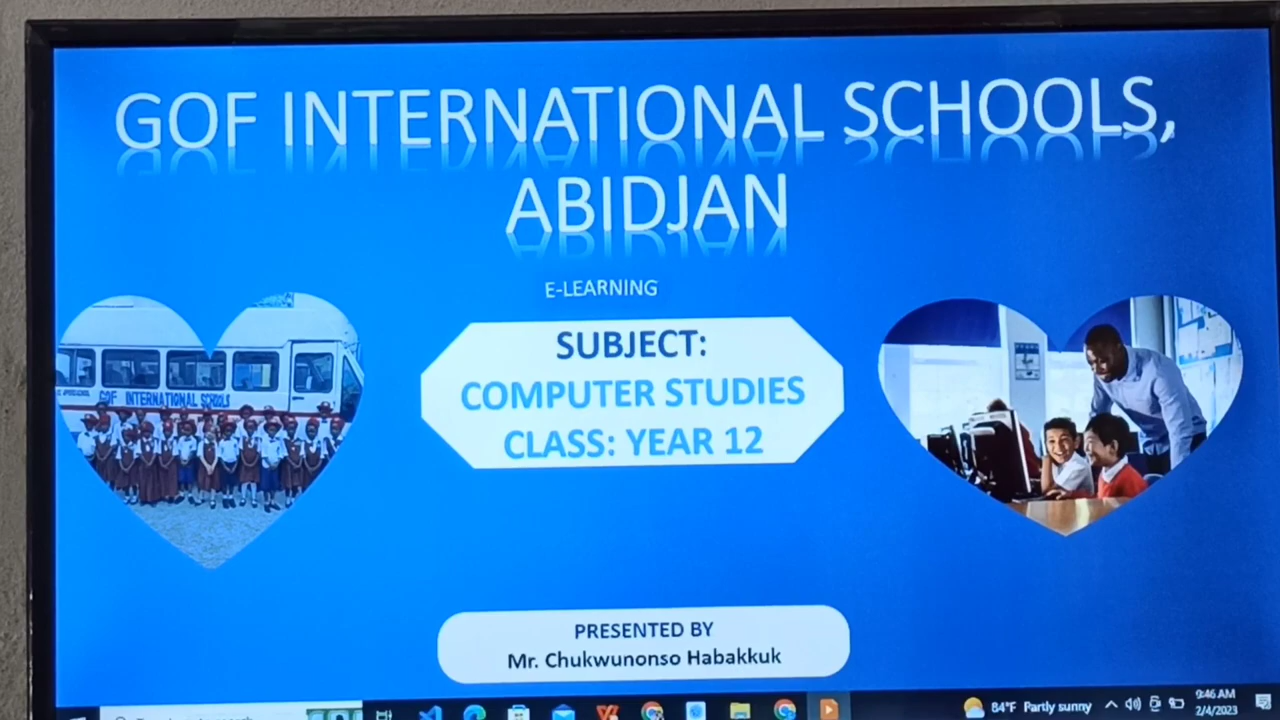 GOF INTERNATIONAL SCHOOLS,
ABIDJAN
E-LEARNING
SUBJECT:
COMPUTER STUDIES
CLASS: YEAR 12
GOF INTERNATIONAL SCHOOLS
PRESENTED BY
Mr. Chukwunonso Habakkuk
84°F Partly sunny
9:46 AM
2/4/2023